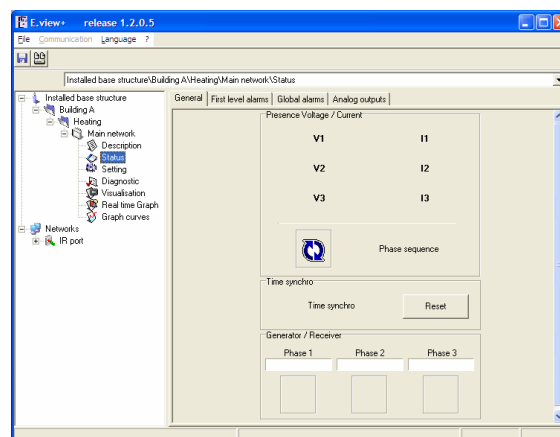 E.view+ release 1.2.0.5
File Communication Language ?
Installed base structure\Building A\Heating\Main network\Status
Installed base structure
Building A
Heating
Main network
Description
Status
Setting
Diagnostic
Visualisation
Real time Graph
Graph curves
Networks
IR port
General First level alarms Global alarms Analog outputs
Presence Voltage / Current
V1 I1
V2 I2
V3 I3
Phase sequence
Time synchro
Time synchro Reset
Generator / Receiver
Phase 1 Phase 2 Phase 3